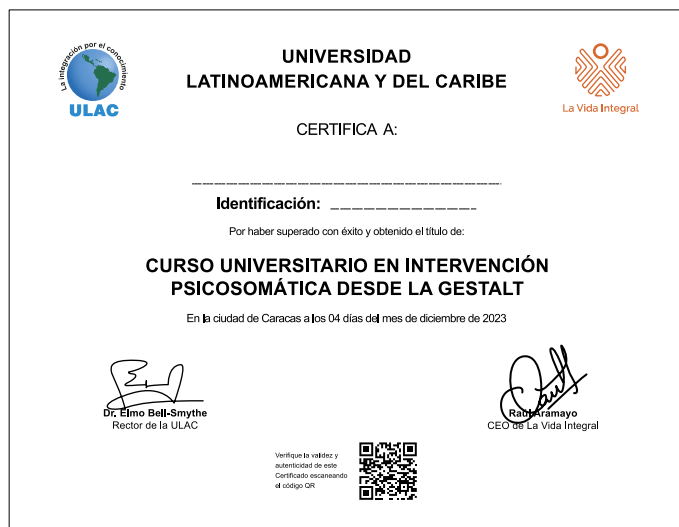 La integración por el conocimiento
ULAC
UNIVERSIDAD
LATINOAMERICANA Y DEL CARIBE
La Vida Integral
CERTIFICA A:
Identificación:
Por haber superado con éxito y obtenido el título de:
CURSO UNIVERSITARIO EN INTERVENCIÓN
PSICOSOMÁTICA DESDE LA GESTALT
En la ciudad de Caracas a los 04 días del mes de diciembre de 2023
Dr. Elmo Bell-Smythe
Rector de la ULAC
Raúl Aramayo
CEO de La Vida Integral
Verifique la validez y
autenticidad de este
Certificado escaneando
el código QR